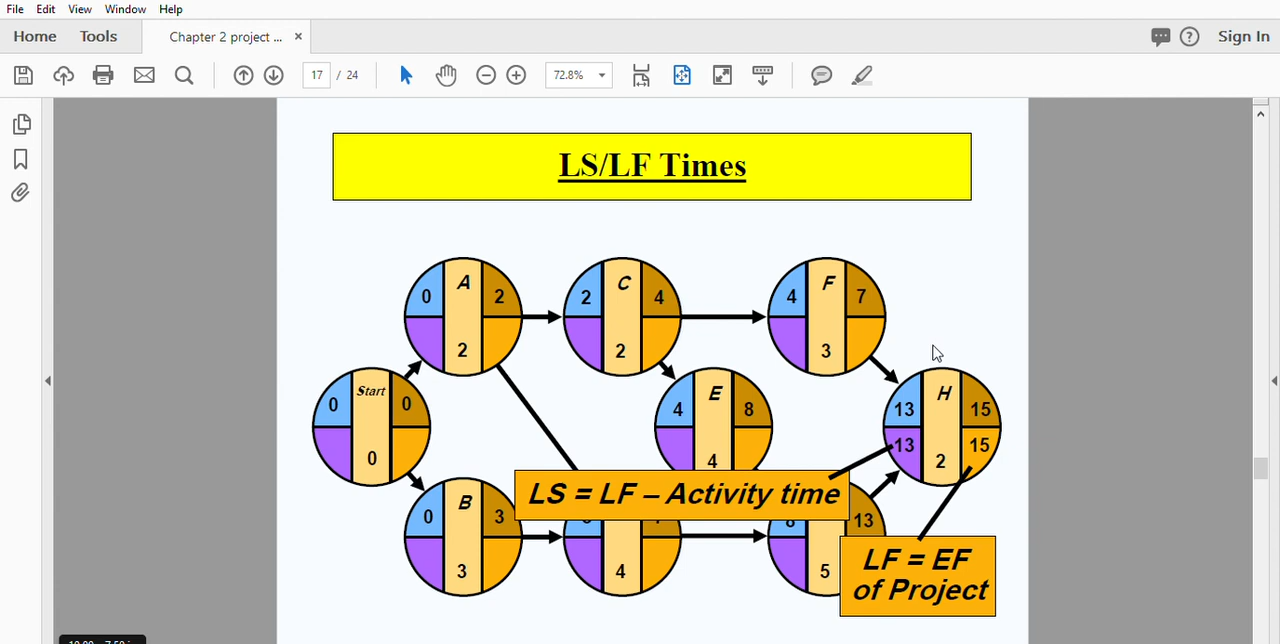 File Edit View Window Help
Home Tools Chapter 2 project ... × Sign In
17 / 24 72.8%
LS/LF Times
0 A 2
2
2 C 4
2
4 F 7
3
0 Start 0
0
4 E 8
4
13 H 15
13 2 15
LS = LF – Activity time
0 B 3
3
4
8 13
5
LF = EF
of Project